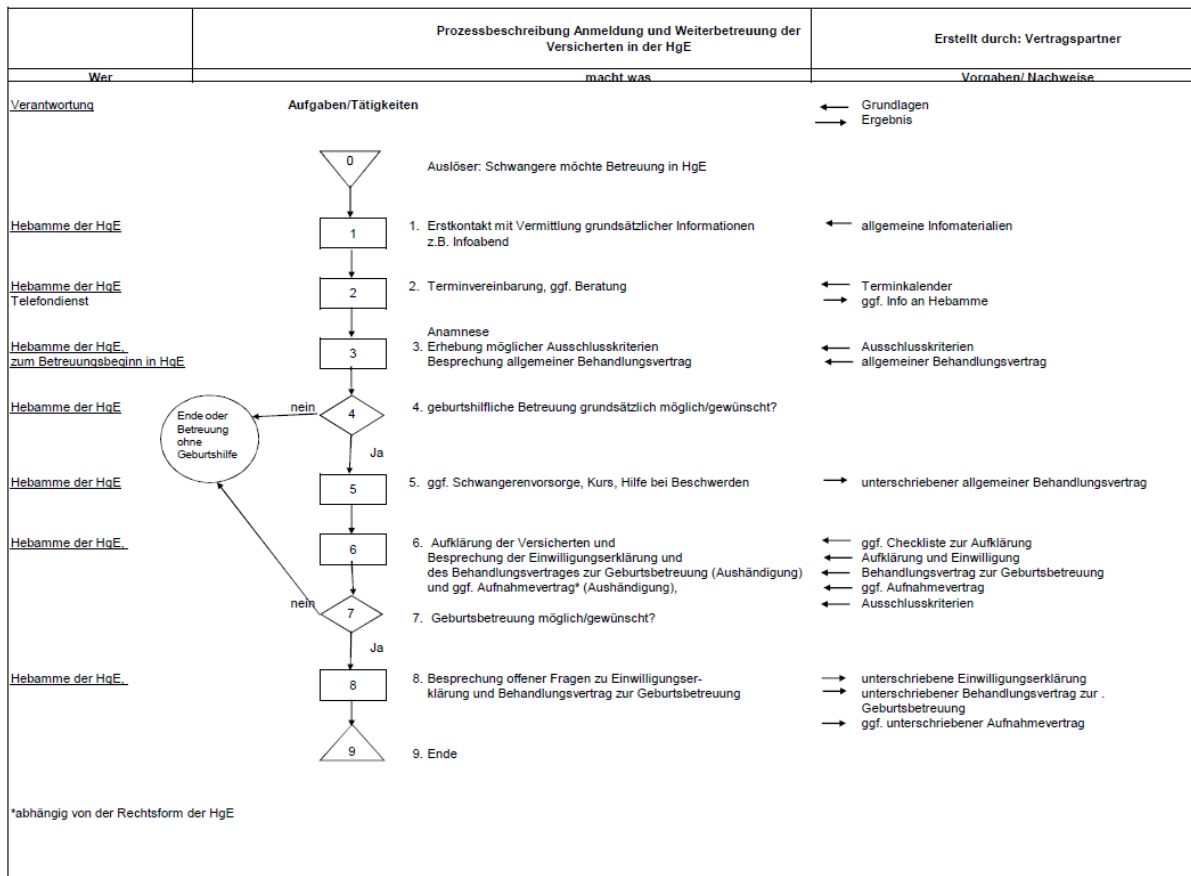 Prozessbeschreibung Anmeldung und Weiterbetreuung der
Versicherten in der HgE
Erstellt durch: Vertragspartner
Wer
macht was
Vorgaben/ Nachweise
Verantwortung
Aufgaben/Tätigkeiten
Grundlagen
Ergebnis
0
Auslöser: Schwangere möchte Betreuung in HgE
Hebamme der HgE
1
1. Erstkontakt mit Vermittlung grundsätzlicher Informationen
z.B. Infoabend
allgemeine Infomaterialien
Hebamme der HgE
Telefondienst
2
2. Terminvereinbarung, ggf. Beratung
Terminkalender
ggf. Info an Hebamme
Hebamme der HgE,
zum Betreuungsbeginn in HgE
3
Anamnese
3. Erhebung möglicher Ausschlusskriterien
Besprechung allgemeiner Behandlungsvertrag
Ausschlusskriterien
allgemeiner Behandlungsvertrag
Hebamme der HgE
Ende oder
Betreuung
ohne
Geburtshilfe
nein
4
4. geburtshilfliche Betreuung grundsätzlich möglich/gewünscht?
Ja
Hebamme der HgE
5
5. ggf. Schwangerenvorsorge, Kurs, Hilfe bei Beschwerden
unterschriebener allgemeiner Behandlungsvertrag
Hebamme der HgE,
6
6. Aufklärung der Versicherten und
Besprechung der Einwilligungserklärung und
des Behandlungsvertrages zur Geburtsbetreuung (Aushändigung)
und ggf. Aufnahmevertrag* (Aushändigung),
ggf. Checkliste zur Aufklärung
Aufklärung und Einwilligung
Behandlungsvertrag zur Geburtsbetreuung
ggf. Aufnahmevertrag
Ausschlusskriterien
nein
7
7. Geburtsbetreuung möglich/gewünscht?
Ja
Hebamme der HgE,
8
8. Besprechung offener Fragen zu Einwilligungser-
klärung und Behandlungsvertrag zur Geburtsbetreuung
unterschriebene Einwilligungserklärung
unterschriebener Behandlungsvertrag zur .
Geburtsbetreuung
ggf. unterschriebener Aufnahmevertrag
9
9. Ende
*abhängig von der Rechtsform der HgE